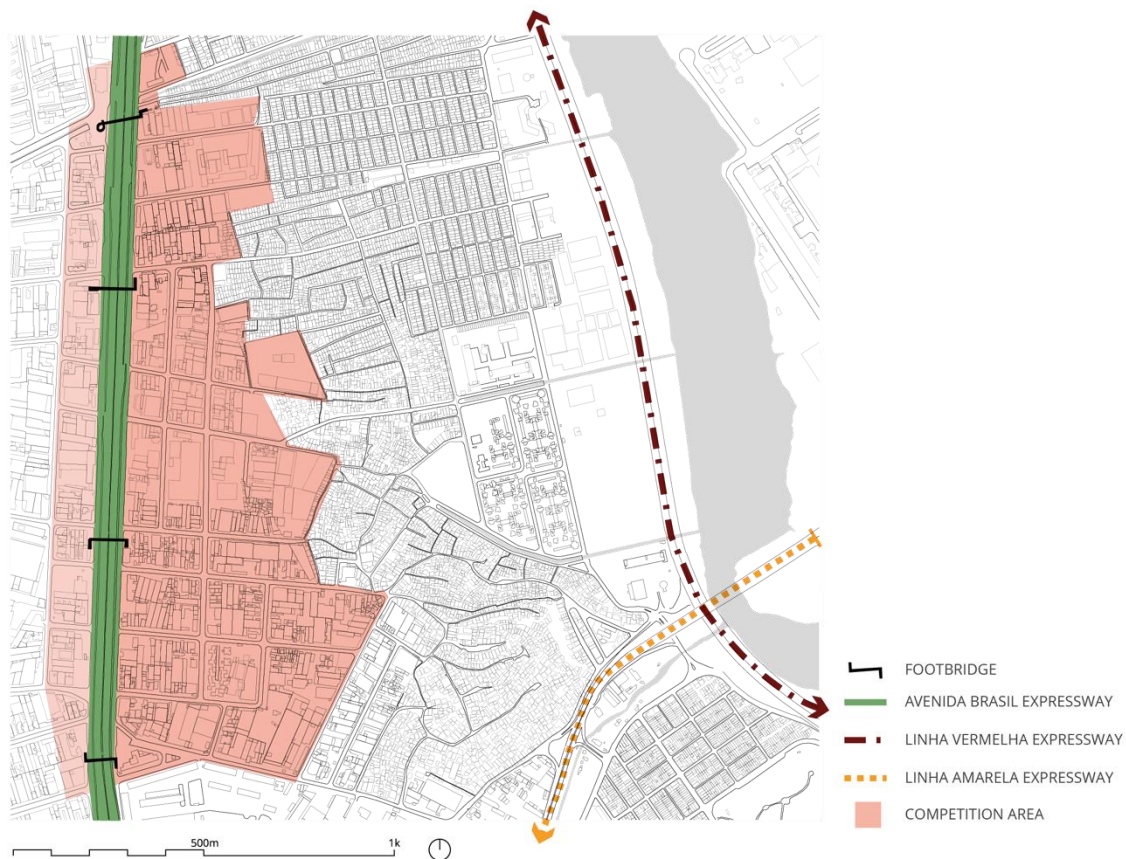 FOOTBRIDGE
AVENIDA BRASIL EXPRESSWAY
LINHA VERMELHA EXPRESSWAY
LINHA AMARELA EXPRESSWAY
COMPETITION AREA
500m 1k